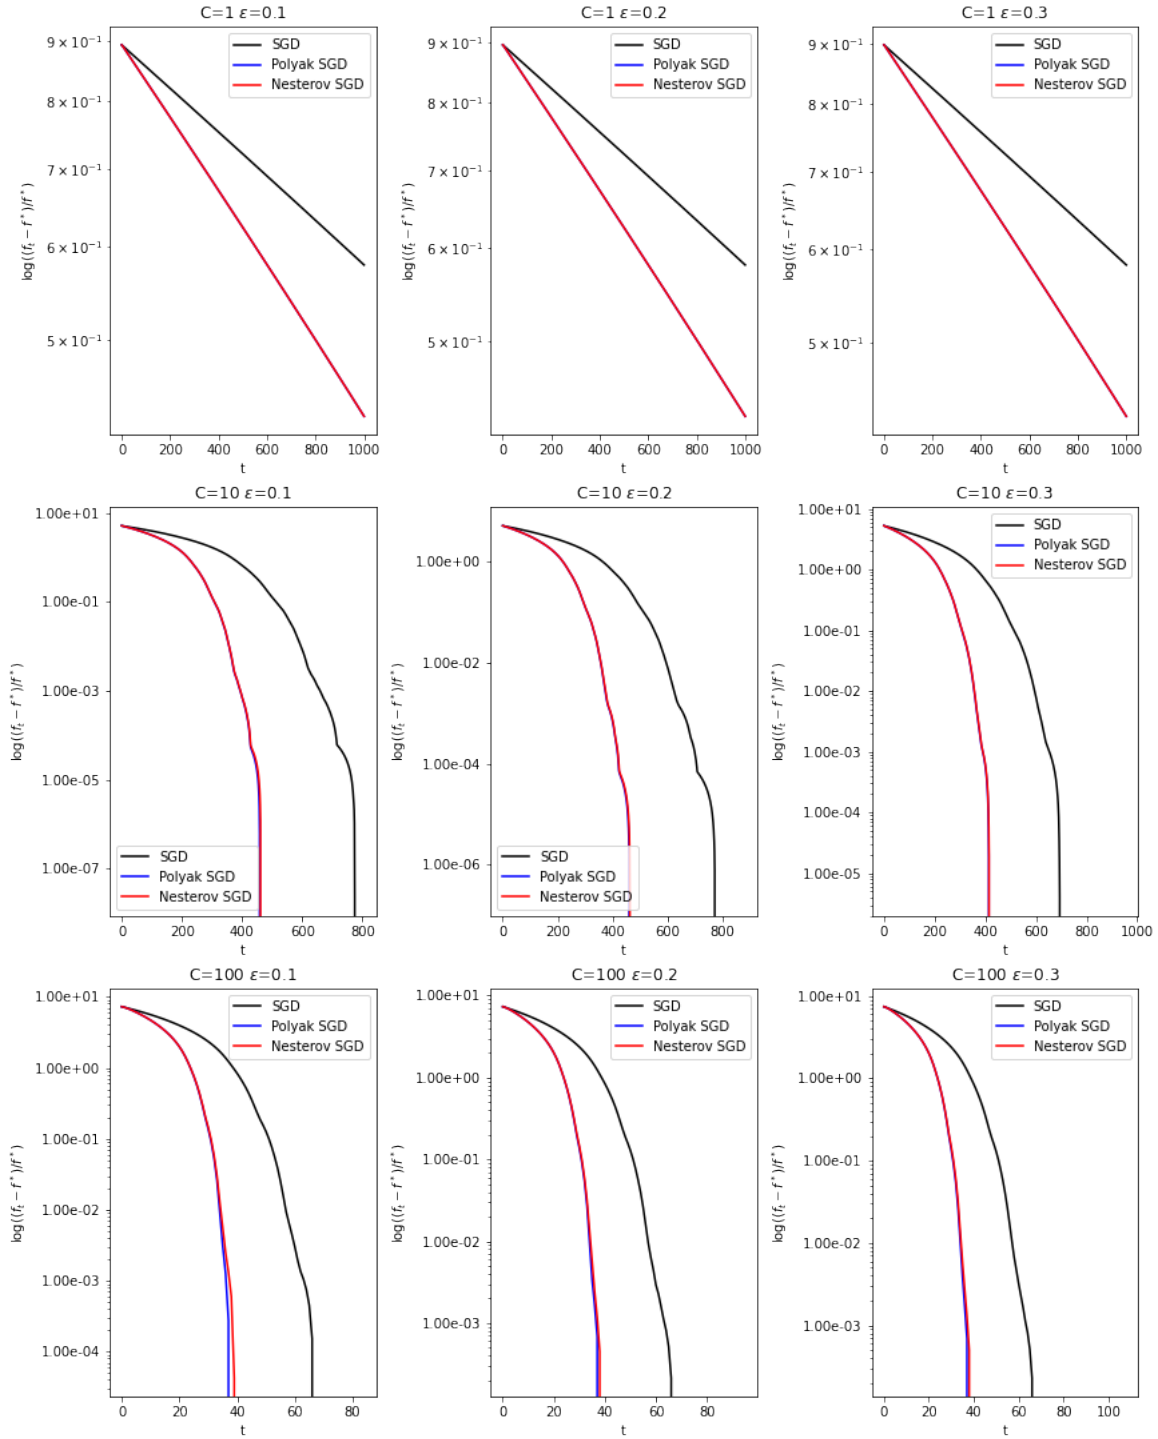 C=1 ε=0.1
9 × 10⁻¹
8 × 10⁻¹
7 × 10⁻¹
6 × 10⁻¹
5 × 10⁻¹
log((fₜ − f*)/f*)
SGD
Polyak SGD
Nesterov SGD
0 200 400 600 800 1000
t
C=1 ε=0.2
9 × 10⁻¹
8 × 10⁻¹
7 × 10⁻¹
6 × 10⁻¹
5 × 10⁻¹
log((fₜ − f*)/f*)
SGD
Polyak SGD
Nesterov SGD
0 200 400 600 800 1000
t
C=1 ε=0.3
9 × 10⁻¹
8 × 10⁻¹
7 × 10⁻¹
6 × 10⁻¹
5 × 10⁻¹
log((fₜ − f*)/f*)
SGD
Polyak SGD
Nesterov SGD
0 200 400 600 800 1000
t
C=10 ε=0.1
1.00e+01
1.00e-01
1.00e-03
1.00e-05
1.00e-07
log((fₜ − f*)/f*)
SGD
Polyak SGD
Nesterov SGD
0 200 400 600 800
t
C=10 ε=0.2
1.00e+00
1.00e-02
1.00e-04
1.00e-06
log((fₜ − f*)/f*)
SGD
Polyak SGD
Nesterov SGD
0 200 400 600 800
t
C=10 ε=0.3
1.00e+01
1.00e+00
1.00e-01
1.00e-02
1.00e-03
1.00e-04
1.00e-05
log((fₜ − f*)/f*)
SGD
Polyak SGD
Nesterov SGD
0 200 400 600 800 1000
t
C=100 ε=0.1
1.00e+01
1.00e+00
1.00e-01
1.00e-02
1.00e-03
1.00e-04
log((fₜ − f*)/f*)
SGD
Polyak SGD
Nesterov SGD
0 20 40 60 80
t
C=100 ε=0.2
1.00e+01
1.00e+00
1.00e-01
1.00e-02
1.00e-03
log((fₜ − f*)/f*)
SGD
Polyak SGD
Nesterov SGD
0 20 40 60 80
t
C=100 ε=0.3
1.00e+01
1.00e+00
1.00e-01
1.00e-02
1.00e-03
log((fₜ − f*)/f*)
SGD
Polyak SGD
Nesterov SGD
0 20 40 60 80 100
t